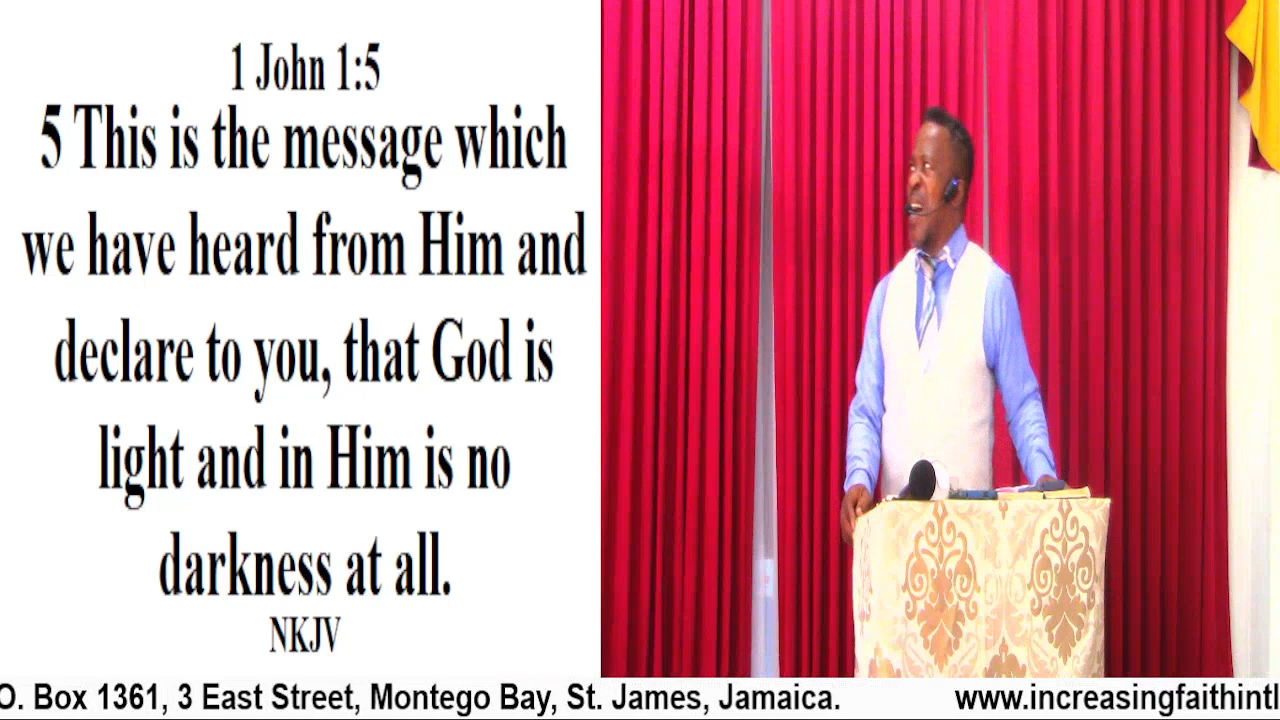 1 John 1:5
5 This is the message which
we have heard from Him and
declare to you, that God is
light and in Him is no
darkness at all.
NKJV
O. Box 1361, 3 East Street, Montego Bay, St. James, Jamaica. www.increasingfaithintl